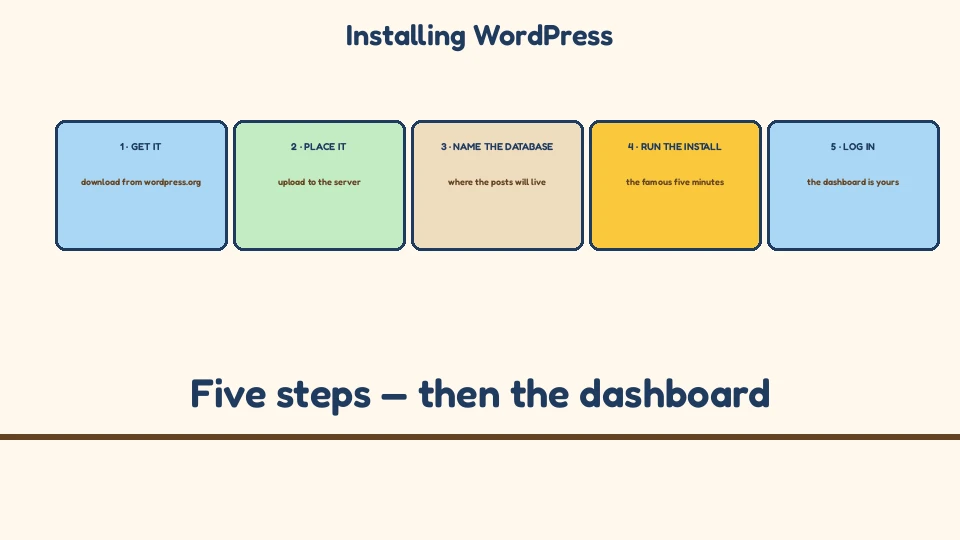 Installing WordPress
1 · GET IT
download from wordpress.org
2 · PLACE IT
upload to the server
3 · NAME THE DATABASE
where the posts will live
4 · RUN THE INSTALL
the famous five minutes
5 · LOG IN
the dashboard is yours
Five steps — then the dashboard